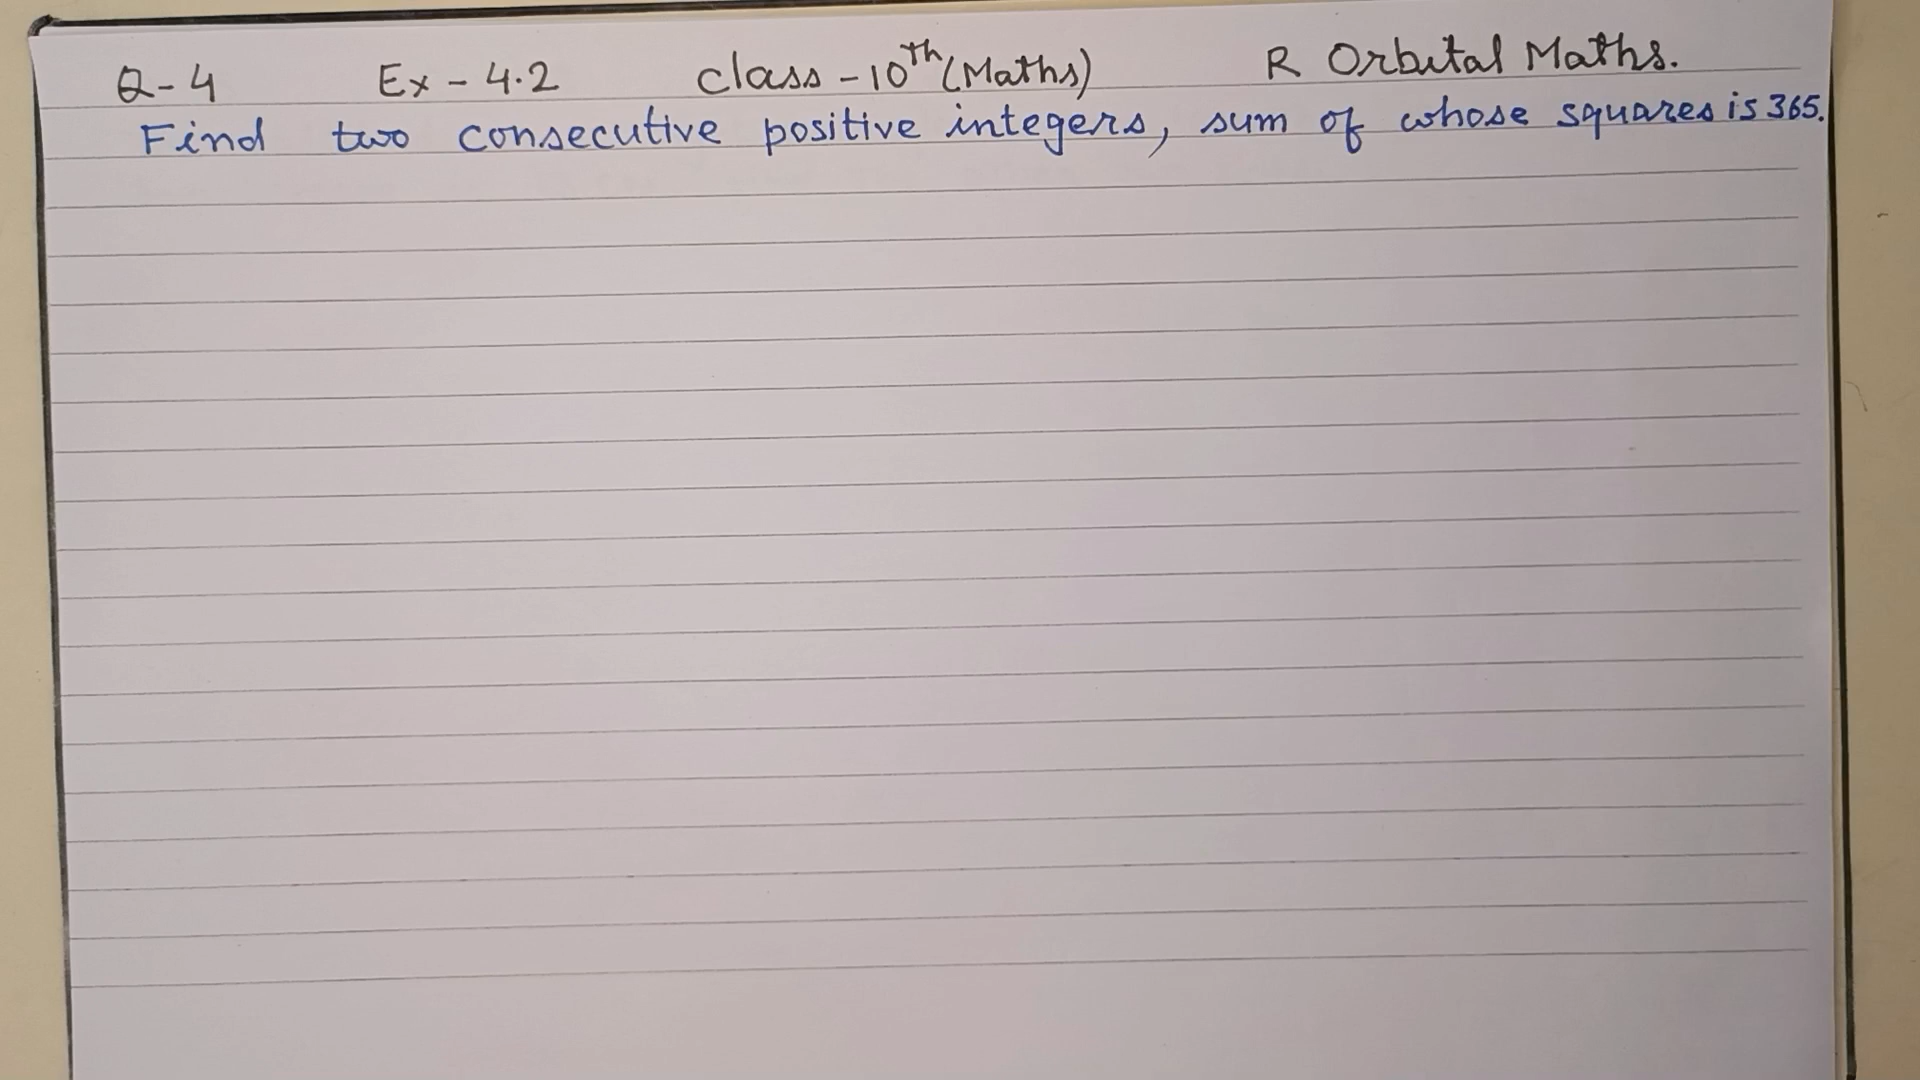 Q-4 Ex - 4.2 Class - 10th (Maths) R Orbital Maths.
Find two consecutive positive integers, sum of whose squares is 365.